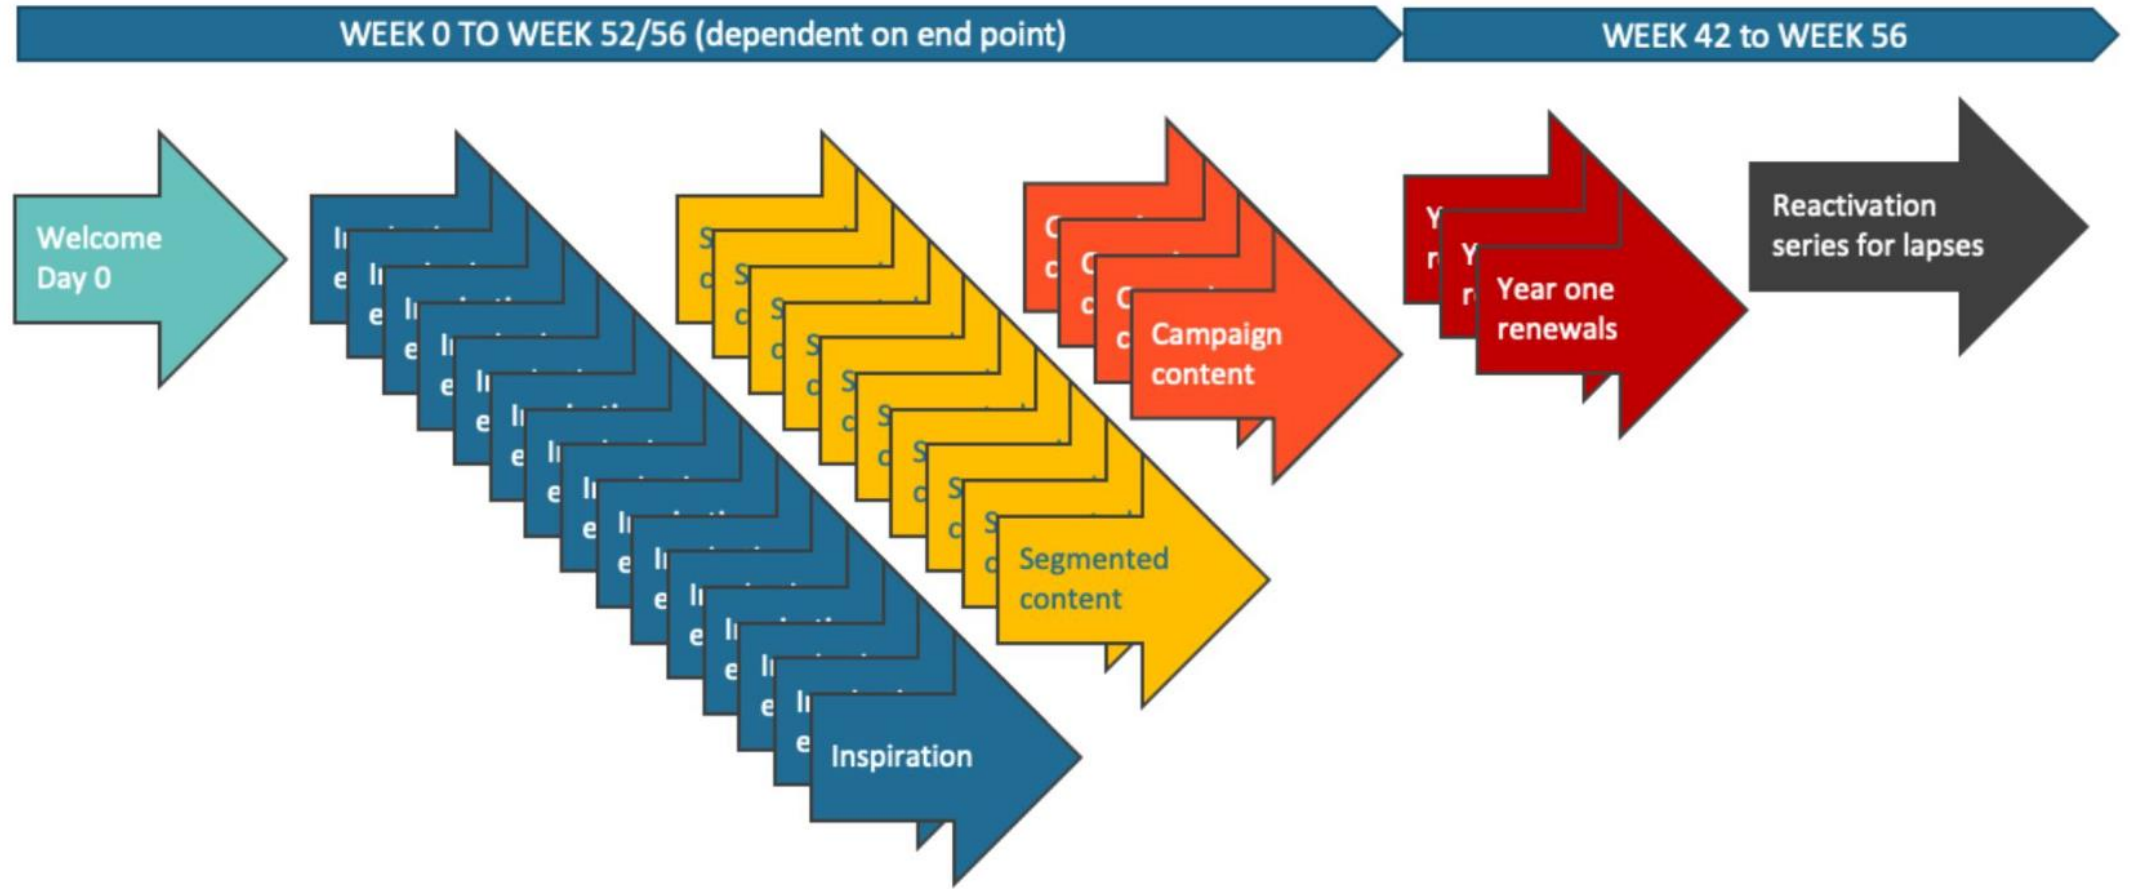 WEEK 0 TO WEEK 52/56 (dependent on end point)
WEEK 42 to WEEK 56
Welcome
Day 0
Inspiration
Segmented
content
Campaign
content
Year one
renewals
Reactivation
series for lapses